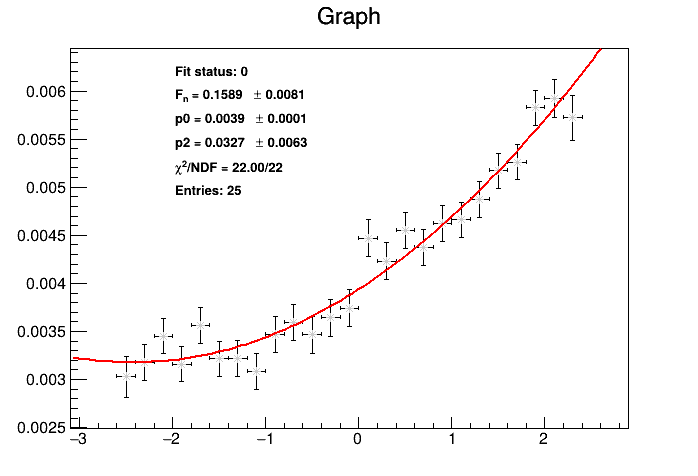 Graph
Fit status: 0
Fn = 0.1589 ± 0.0081
p0 = 0.0039 ± 0.0001
p2 = 0.0327 ± 0.0063
χ²/NDF = 22.00/22
Entries: 25
0.006
0.0055
0.005
0.0045
0.004
0.0035
0.003
0.0025
−3 −2 −1 0 1 2